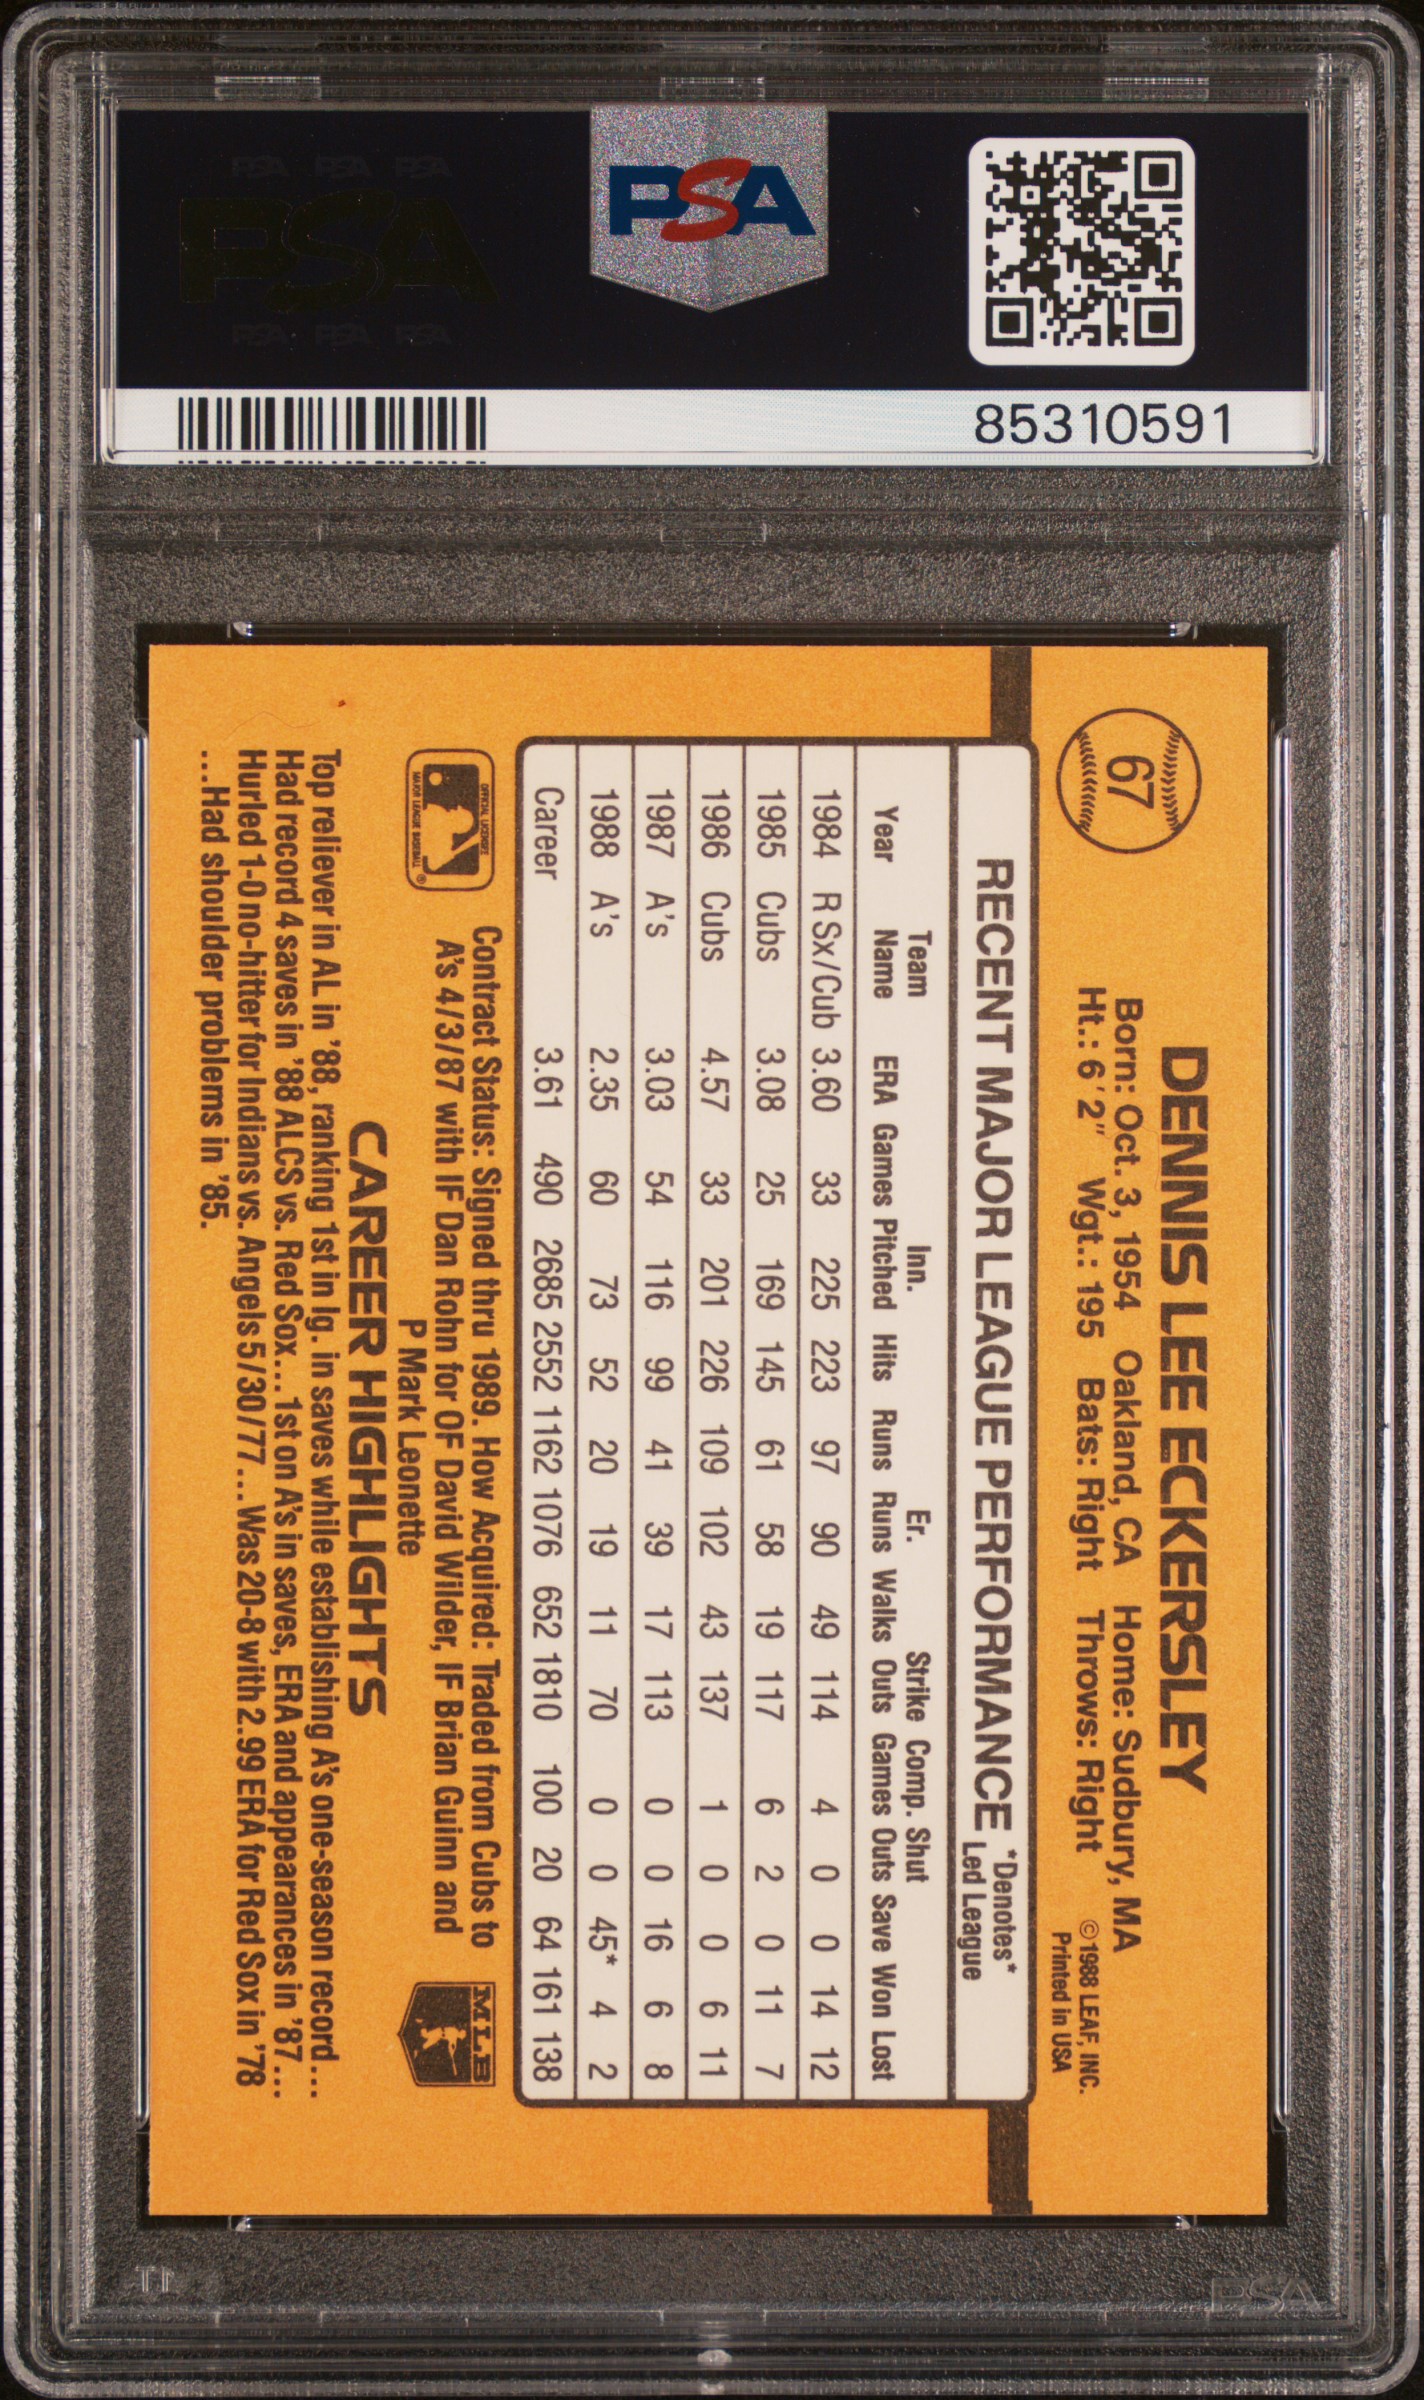 PSA PSA PSA
PSA
PSA PSA PSA
PSA
85310591
67
DENNIS LEE ECKERSLEY
Born: Oct. 3, 1954 Oakland, CA Home: Sudbury, MA
Ht.: 6'2" Wgt.: 195 Bats: Right Throws: Right
©1988 LEAF, INC.
Printed in USA
RECENT MAJOR LEAGUE PERFORMANCE *Denotes* Led League
Team Inn. Er. Strike Comp. Shut
Year Name ERA Games Pitched Hits Runs Runs Walks Outs Games Outs Save Won Lost
1984 R Sx/Cub 3.60 33 225 223 97 90 49 114 4 0 0 14 12
1985 Cubs 3.08 25 169 145 61 58 19 117 6 2 0 11 7
1986 Cubs 4.57 33 201 226 109 102 43 137 1 0 0 6 11
1987 A's 3.03 54 116 99 41 39 17 113 0 0 16 6 8
1988 A's 2.35 60 73 52 20 19 11 70 0 0 45* 4 2
Career 3.61 490 2685 2552 1162 1076 652 1810 100 20 64 161 138
OFFICIAL LICENSEE
MAJOR LEAGUE BASEBALL ®
Contract Status: Signed thru 1989. How Acquired: Traded from Cubs to
A's 4/3/87 with IF Dan Rohn for OF David Wilder, IF Brian Guinn and
P Mark Leonette
MLB
CAREER HIGHLIGHTS
Top reliever in AL in '88, ranking 1st in lg. in saves while establishing A's one-season record...
Had record 4 saves in '88 ALCS vs. Red Sox... 1st on A's in saves, ERA and appearances in '87...
Hurled 1-0 no-hitter for Indians vs. Angels 5/30/77... Was 20-8 with 2.99 ERA for Red Sox in '78
...Had shoulder problems in '85.
PSA